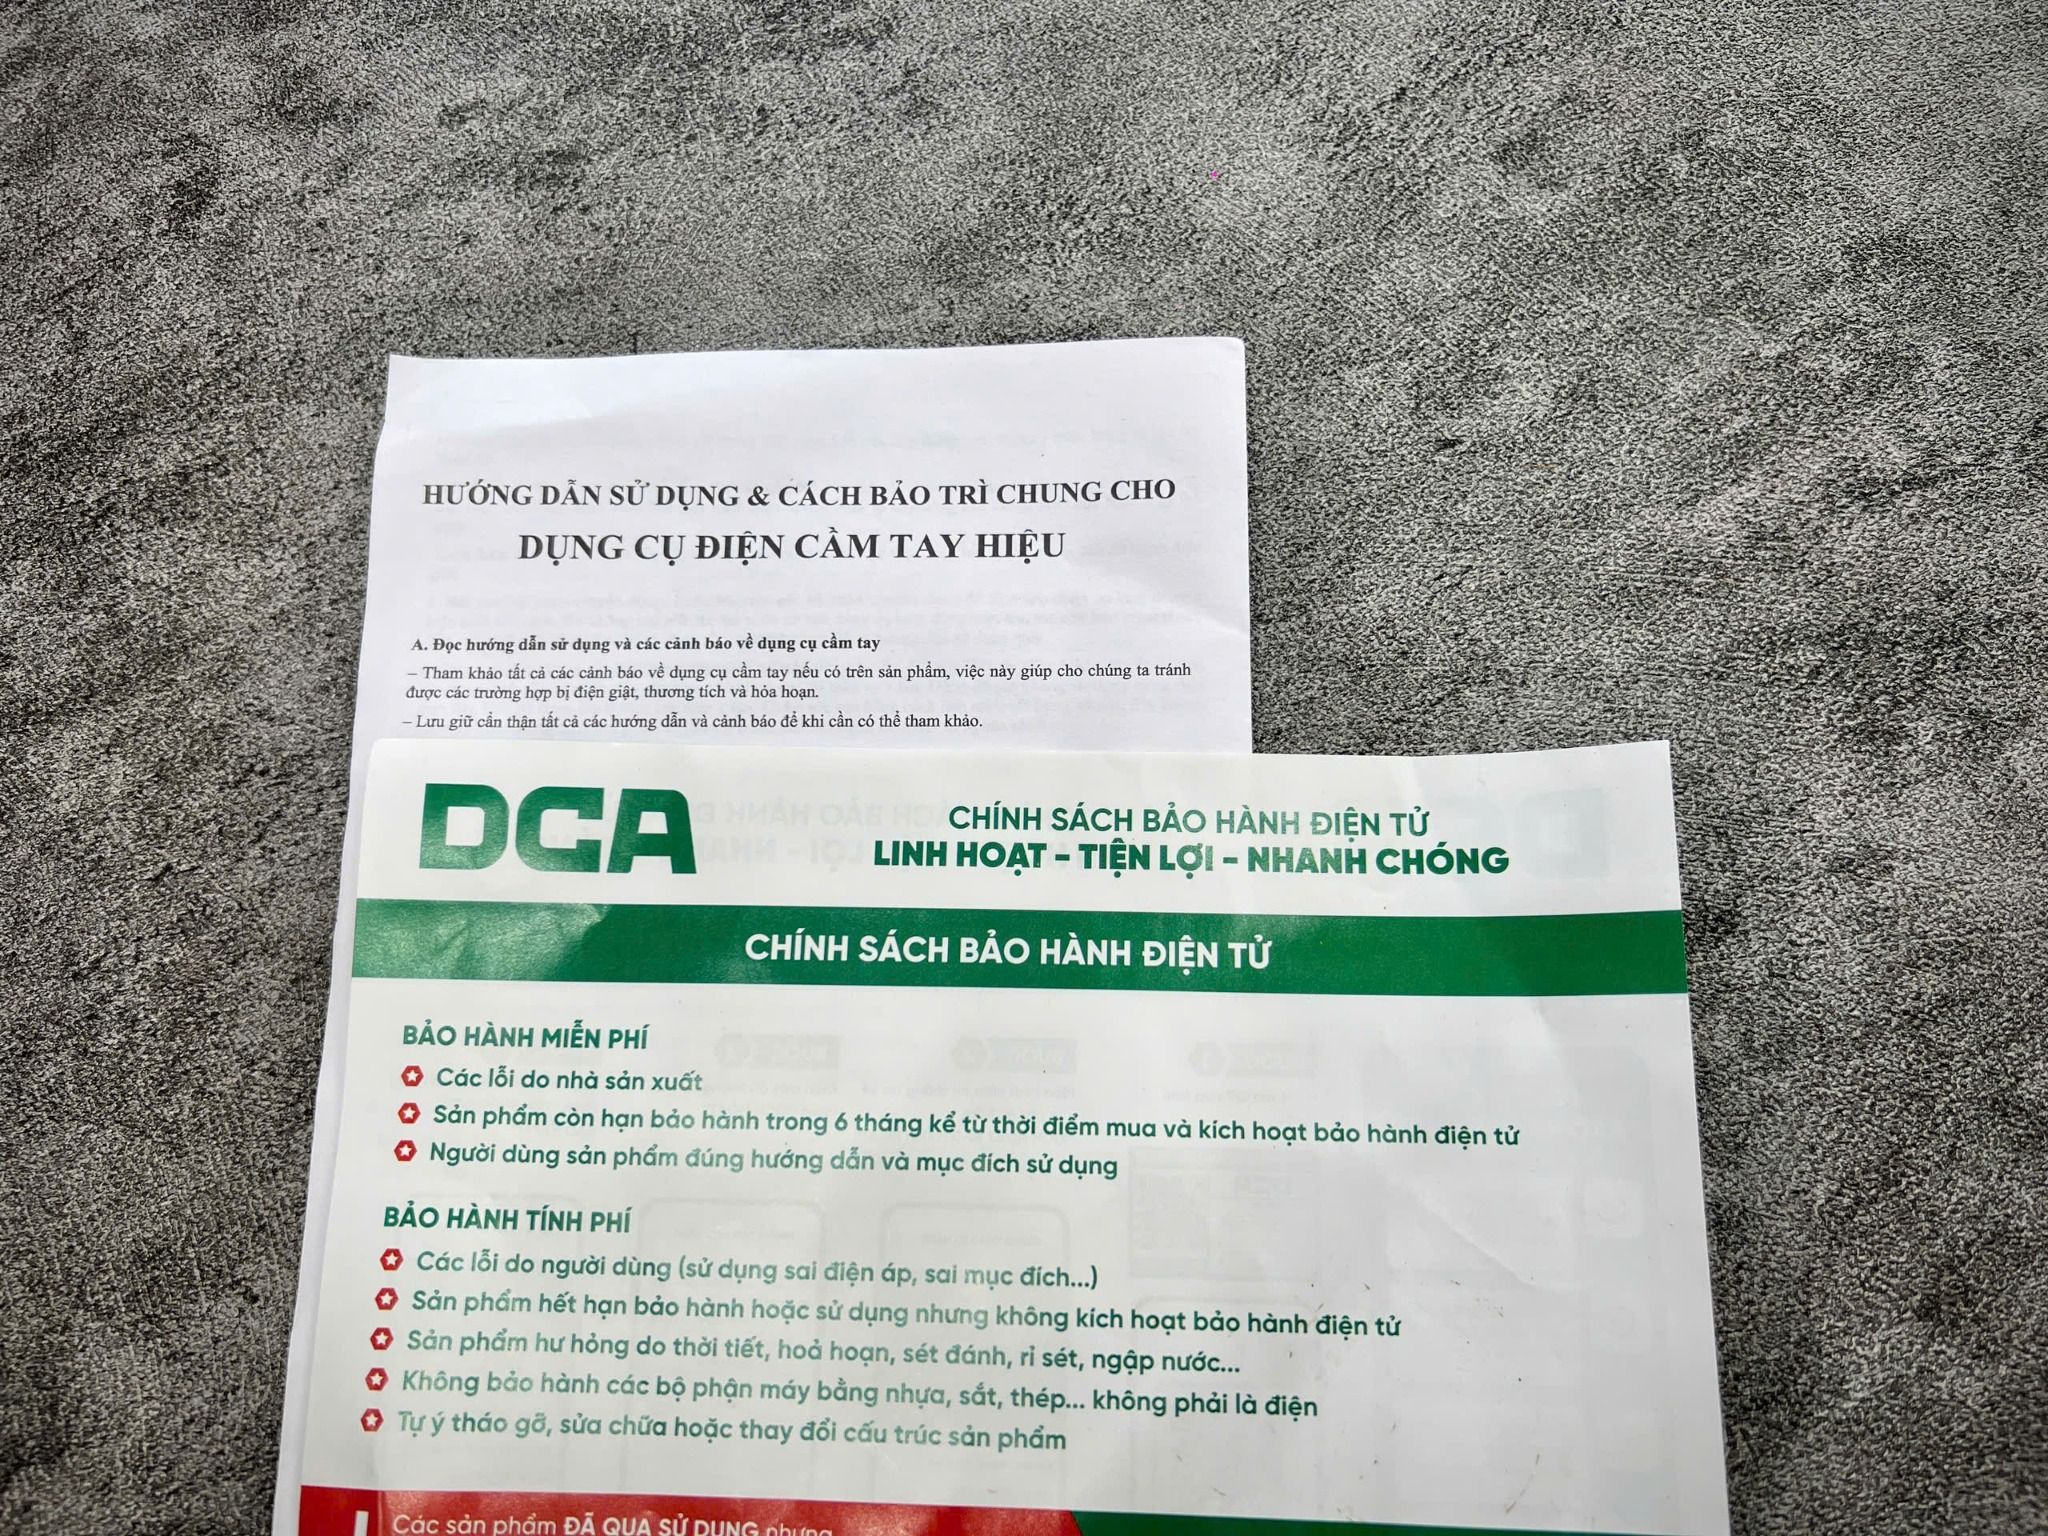 HƯỚNG DẪN SỬ DỤNG & CÁCH BẢO TRÌ CHUNG CHO
DỤNG CỤ ĐIỆN CẦM TAY HIỆU
A. Đọc hướng dẫn sử dụng và các cảnh báo về dụng cụ cầm tay
– Tham khảo tất cả các cảnh báo về dụng cụ cầm tay nếu có trên sản phẩm, việc này giúp cho chúng ta tránh
được các trường hợp bị điện giật, thương tích và hỏa hoạn.
– Lưu giữ cẩn thận tất cả các hướng dẫn và cảnh báo để khi cần có thể tham khảo.
DCA
CHÍNH SÁCH BẢO HÀNH ĐIỆN TỬ
LINH HOẠT - TIỆN LỢI - NHANH CHÓNG
CHÍNH SÁCH BẢO HÀNH ĐIỆN TỬ
BẢO HÀNH MIỄN PHÍ
Các lỗi do nhà sản xuất
Sản phẩm còn hạn bảo hành trong 6 tháng kể từ thời điểm mua và kích hoạt bảo hành điện tử
Người dùng sản phẩm đúng hướng dẫn và mục đích sử dụng
BẢO HÀNH TÍNH PHÍ
Các lỗi do người dùng (sử dụng sai điện áp, sai mục đích...)
Sản phẩm hết hạn bảo hành hoặc sử dụng nhưng không kích hoạt bảo hành điện tử
Sản phẩm hư hỏng do thời tiết, hoả hoạn, sét đánh, rỉ sét, ngập nước...
Không bảo hành các bộ phận máy bằng nhựa, sắt, thép... không phải là điện
Tự ý tháo gỡ, sửa chữa hoặc thay đổi cấu trúc sản phẩm
Các sản phẩm ĐÃ QUA SỬ DỤNG nhưng